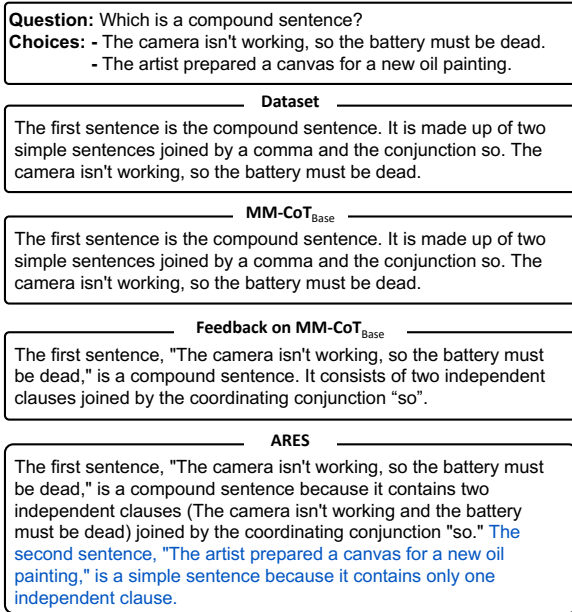 Question: Which is a compound sentence?
Choices: - The camera isn't working, so the battery must be dead.
- The artist prepared a canvas for a new oil painting.
Dataset
The first sentence is the compound sentence. It is made up of two
simple sentences joined by a comma and the conjunction so. The
camera isn't working, so the battery must be dead.
MM-CoTBase
The first sentence is the compound sentence. It is made up of two
simple sentences joined by a comma and the conjunction so. The
camera isn't working, so the battery must be dead.
Feedback on MM-CoTBase
The first sentence, "The camera isn't working, so the battery must
be dead," is a compound sentence. It consists of two independent
clauses joined by the coordinating conjunction “so”.
ARES
The first sentence, "The camera isn't working, so the battery must
be dead," is a compound sentence because it contains two
independent clauses (The camera isn't working and the battery
must be dead) joined by the coordinating conjunction "so." The
second sentence, "The artist prepared a canvas for a new oil
painting," is a simple sentence because it contains only one
independent clause.